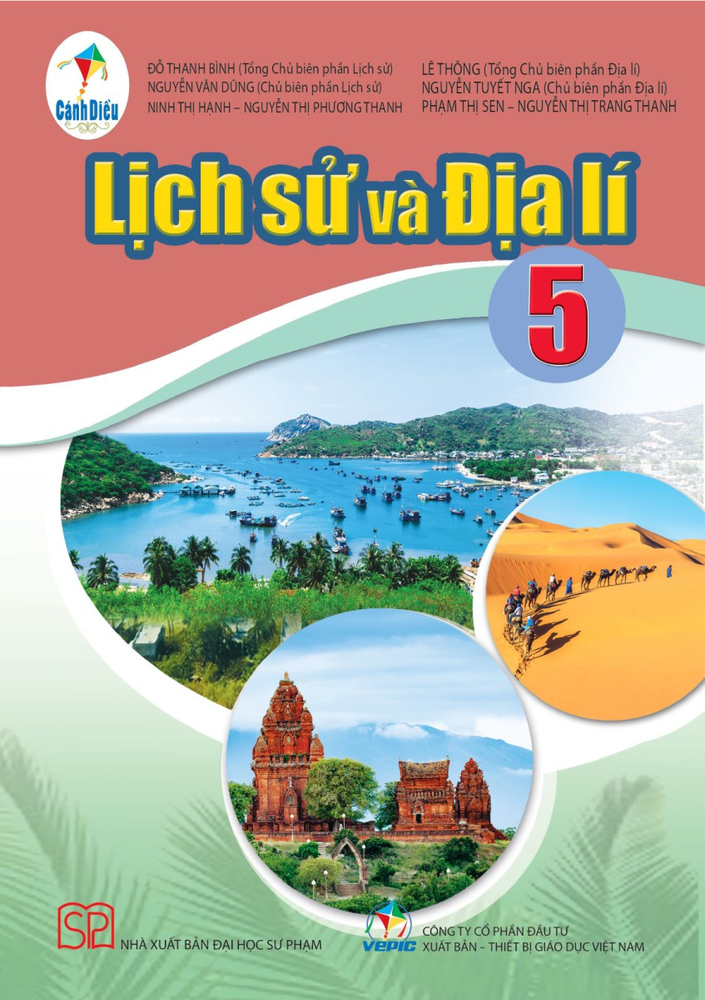 Cánh Diều
ĐỖ THANH BÌNH (Tổng Chủ biên phần Lịch sử)
NGUYỄN VĂN DŨNG (Chủ biên phần Lịch sử)
NINH THỊ HẠNH – NGUYỄN THỊ PHƯƠNG THANH
LÊ THÔNG (Tổng Chủ biên phần Địa lí)
NGUYỄN TUYẾT NGA (Chủ biên phần Địa lí)
PHẠM THỊ SEN – NGUYỄN THỊ TRANG THANH
Lịch sử và Địa lí
5
SP
NHÀ XUẤT BẢN ĐẠI HỌC SƯ PHẠM
VEPIC
CÔNG TY CỔ PHẦN ĐẦU TƯ
XUẤT BẢN – THIẾT BỊ GIÁO DỤC VIỆT NAM